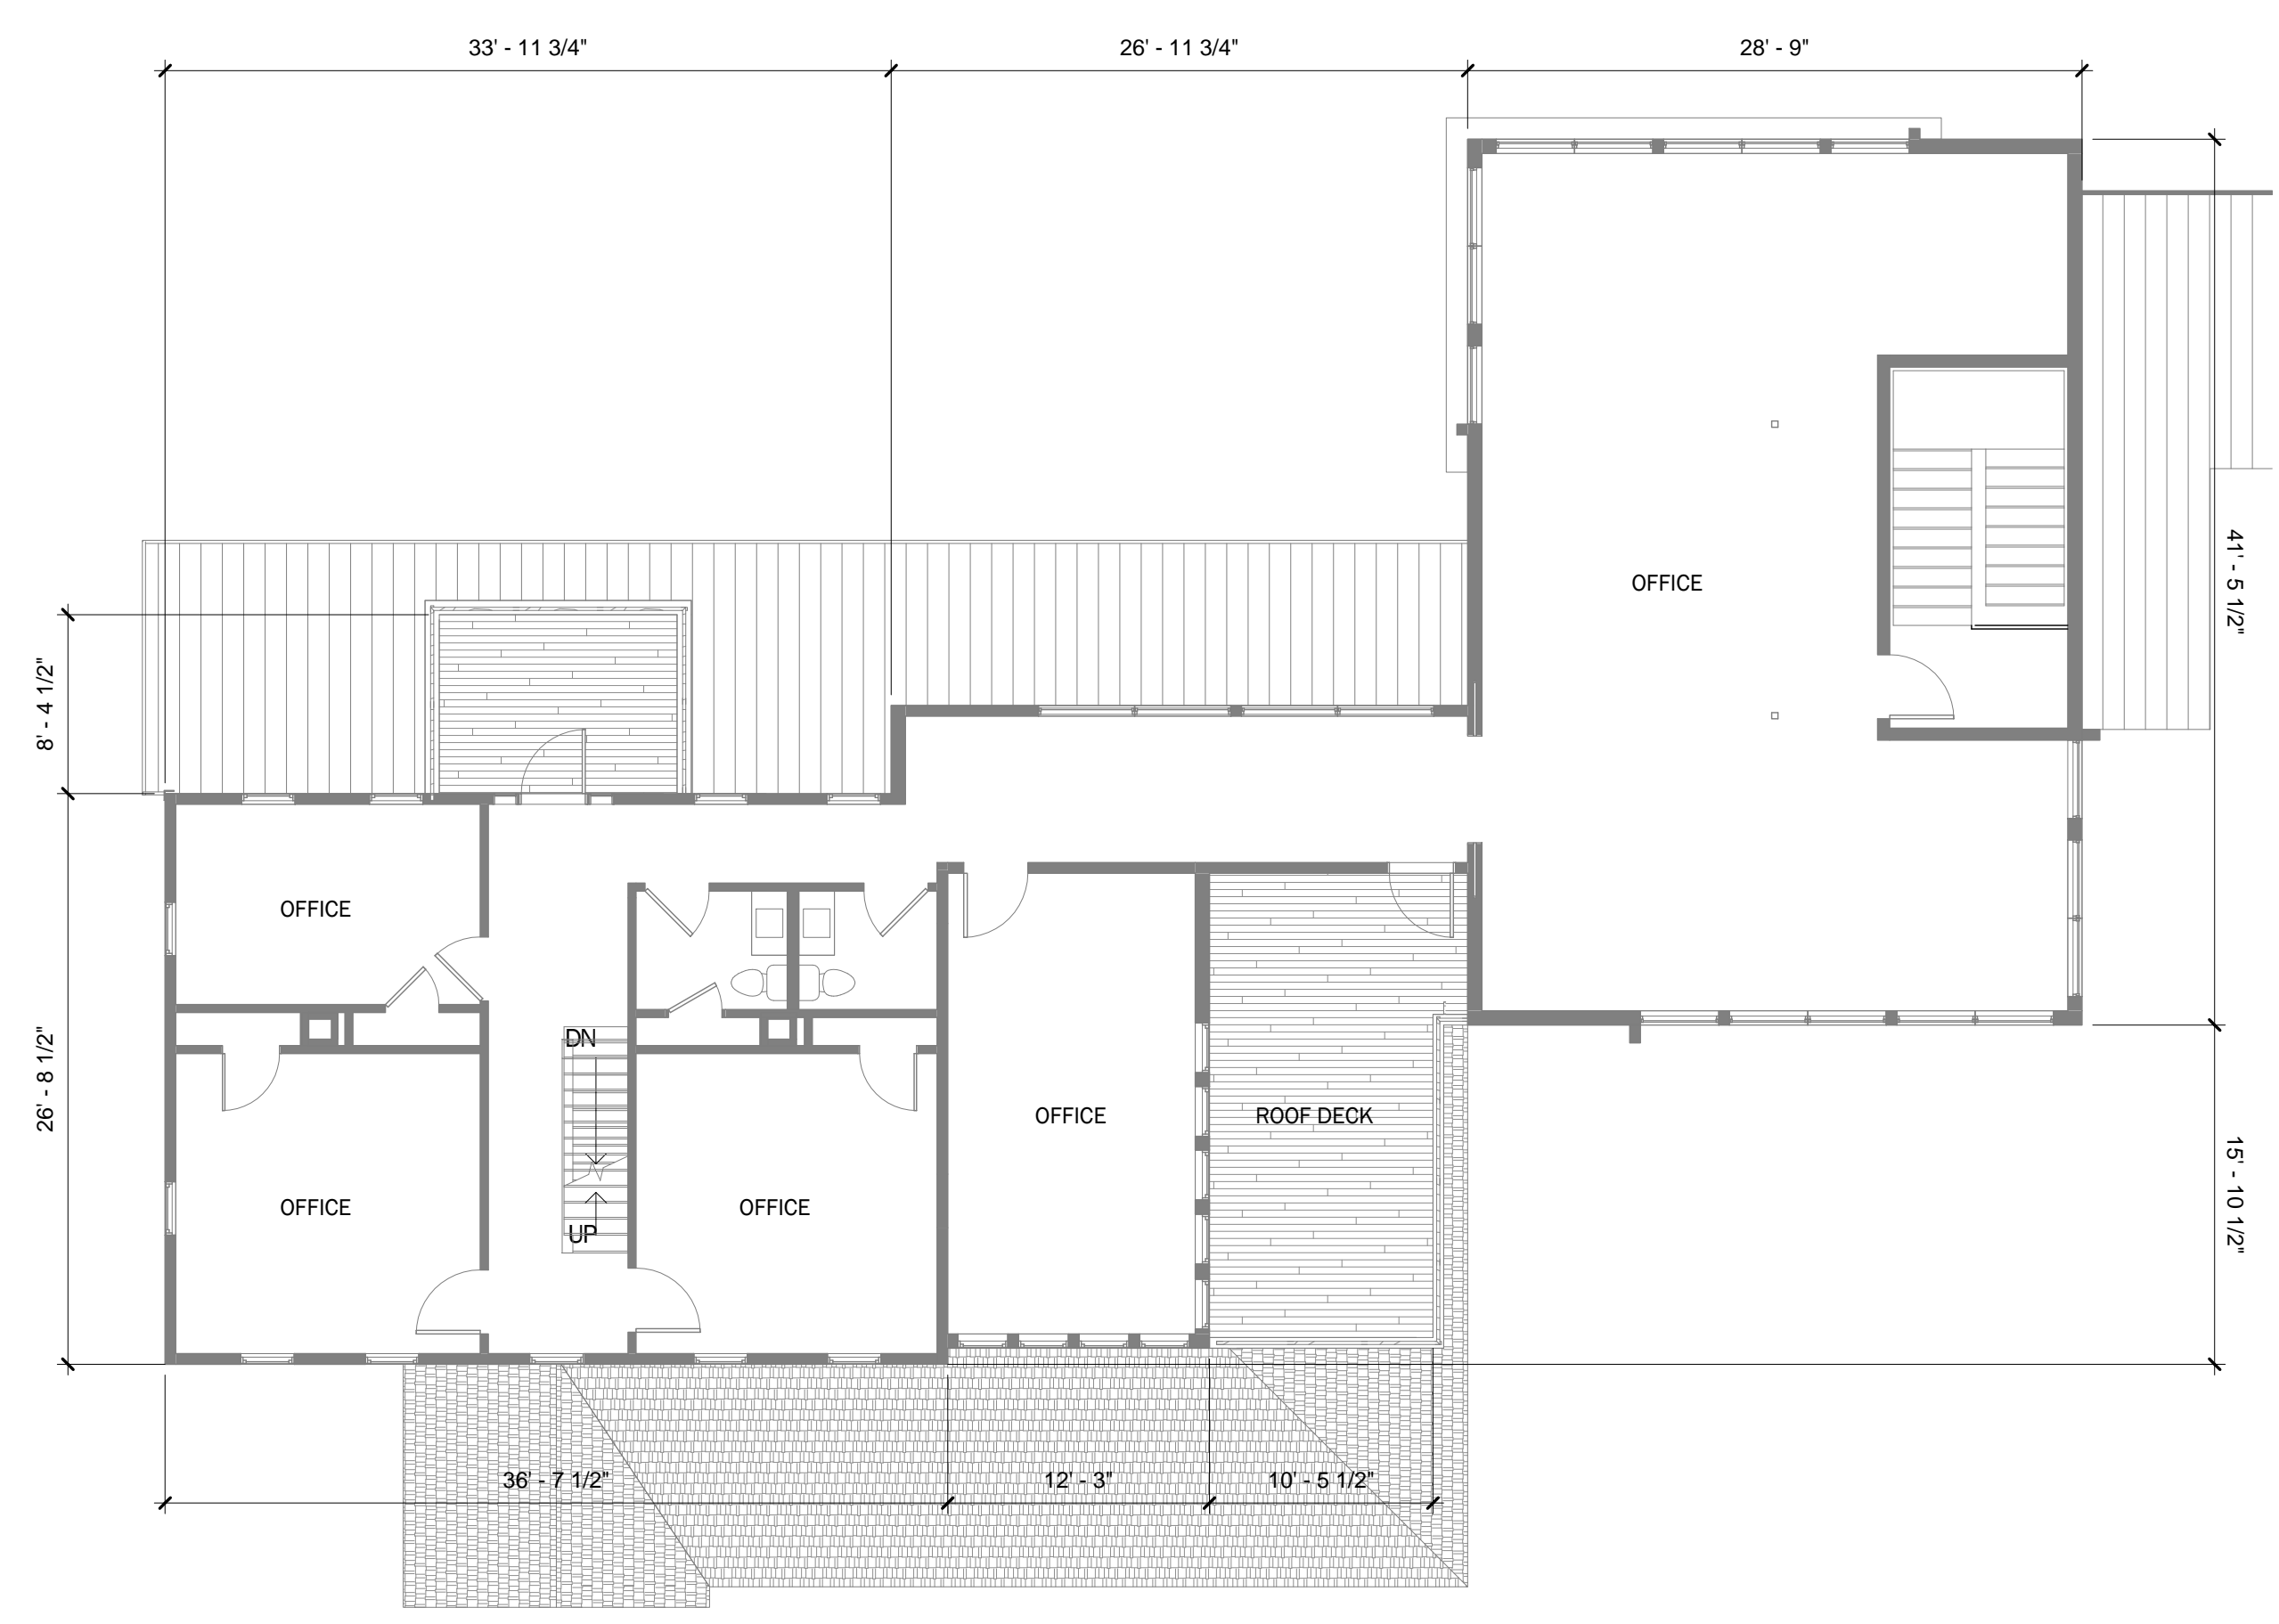 33' - 11 3/4"
26' - 11 3/4"
28' - 9"
41' - 5 1/2"
OFFICE
8' - 4 1/2"
OFFICE
DN
26' - 8 1/2"
OFFICE
ROOF DECK
15' - 10 1/2"
OFFICE
OFFICE
UP
36' - 7 1/2"
12' - 3"
10' - 5 1/2"